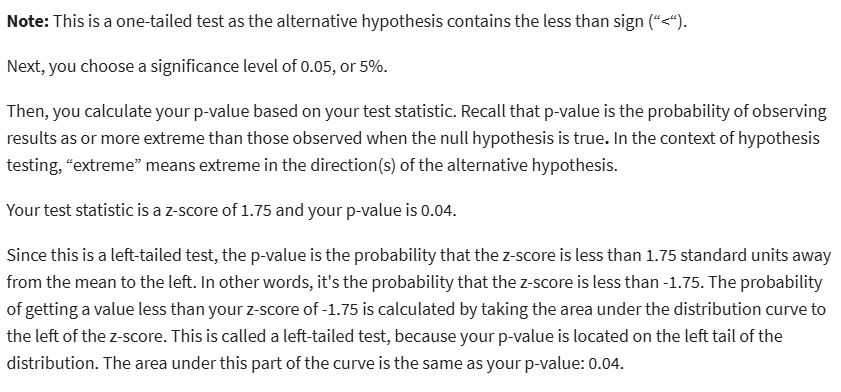 Note: This is a one-tailed test as the alternative hypothesis contains the less than sign (“<“).
Next, you choose a significance level of 0.05, or 5%.
Then, you calculate your p-value based on your test statistic. Recall that p-value is the probability of observing
results as or more extreme than those observed when the null hypothesis is true. In the context of hypothesis
testing, “extreme” means extreme in the direction(s) of the alternative hypothesis.
Your test statistic is a z-score of 1.75 and your p-value is 0.04.
Since this is a left-tailed test, the p-value is the probability that the z-score is less than 1.75 standard units away
from the mean to the left. In other words, it's the probability that the z-score is less than -1.75. The probability
of getting a value less than your z-score of -1.75 is calculated by taking the area under the distribution curve to
the left of the z-score. This is called a left-tailed test, because your p-value is located on the left tail of the
distribution. The area under this part of the curve is the same as your p-value: 0.04.